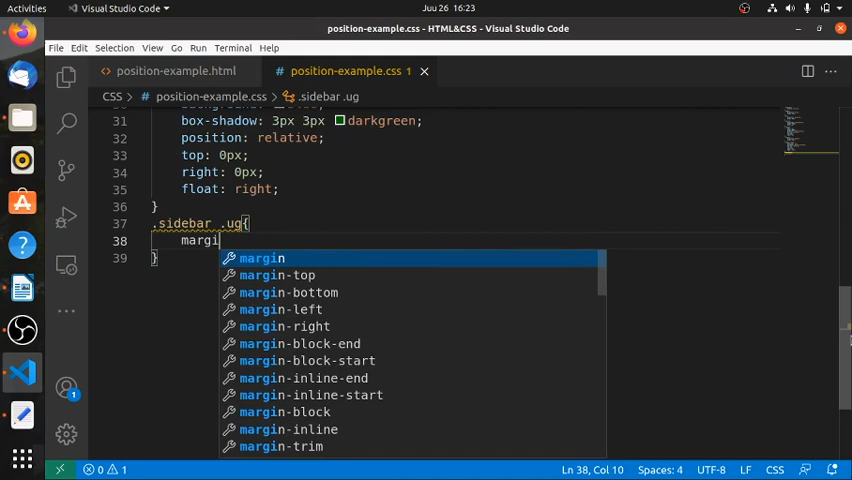 Activities Visual Studio Code Juu 26 16:23
position-example.css - HTML&CSS - Visual Studio Code
File Edit Selection View Go Run Terminal Help
position-example.html position-example.css 1
CSS position-example.css .sidebar .ug
31 box-shadow: 3px 3px darkgreen;
32 position: relative;
33 top: 0px;
34 right: 0px;
35 float: right;
36 }
37 .sidebar .ug{
38 margi
39 }
margin
margin-top
margin-bottom
margin-left
margin-right
margin-block-end
margin-block-start
margin-inline-end
margin-inline-start
margin-block
margin-inline
margin-trim
1
0 1 Ln 38, Col 10 Spaces: 4 UTF-8 LF CSS